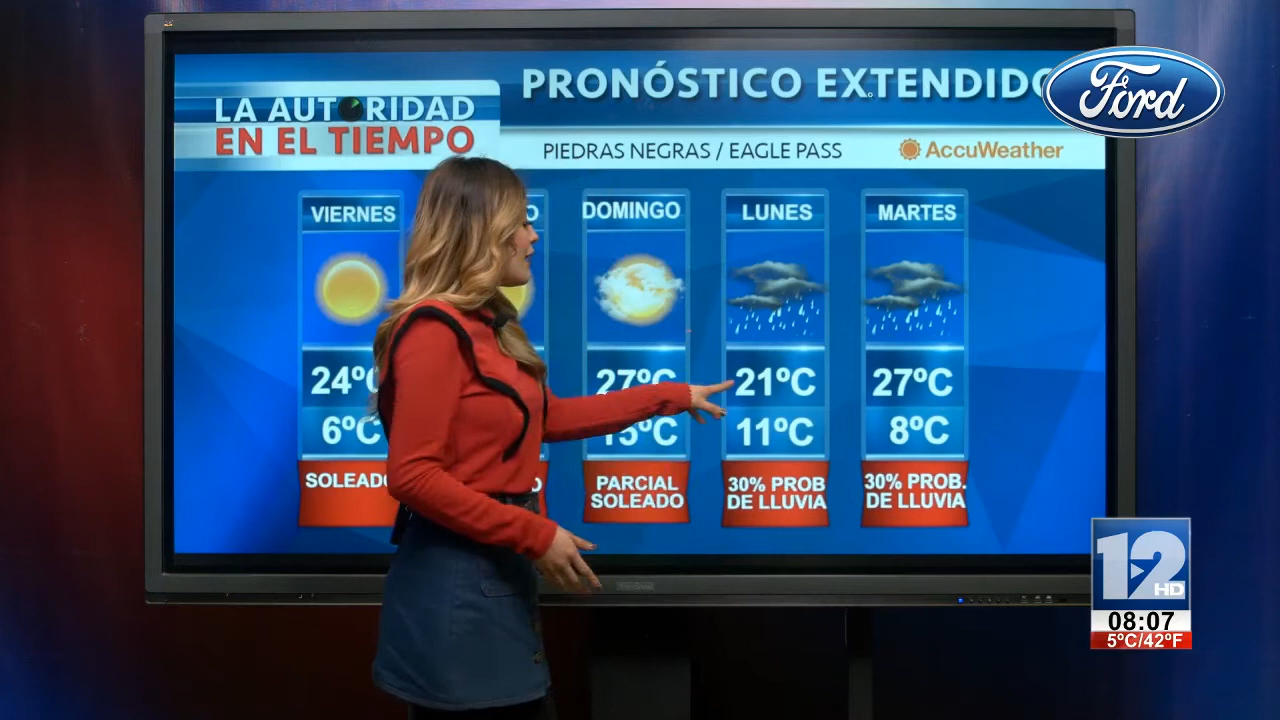 PRONÓSTICO EXTENDIDO
Ford
LA AUTORIDAD
EN EL TIEMPO
PIEDRAS NEGRAS / EAGLE PASS
AccuWeather
VIERNES
24ºC
6ºC
SOLEADO
DOMINGO
27ºC
15ºC
PARCIAL
SOLEADO
LUNES
21ºC
11ºC
30% PROB
DE LLUVIA
MARTES
27ºC
8ºC
30% PROB.
DE LLUVIA
12
HD
08:07
5ºC/42ºF